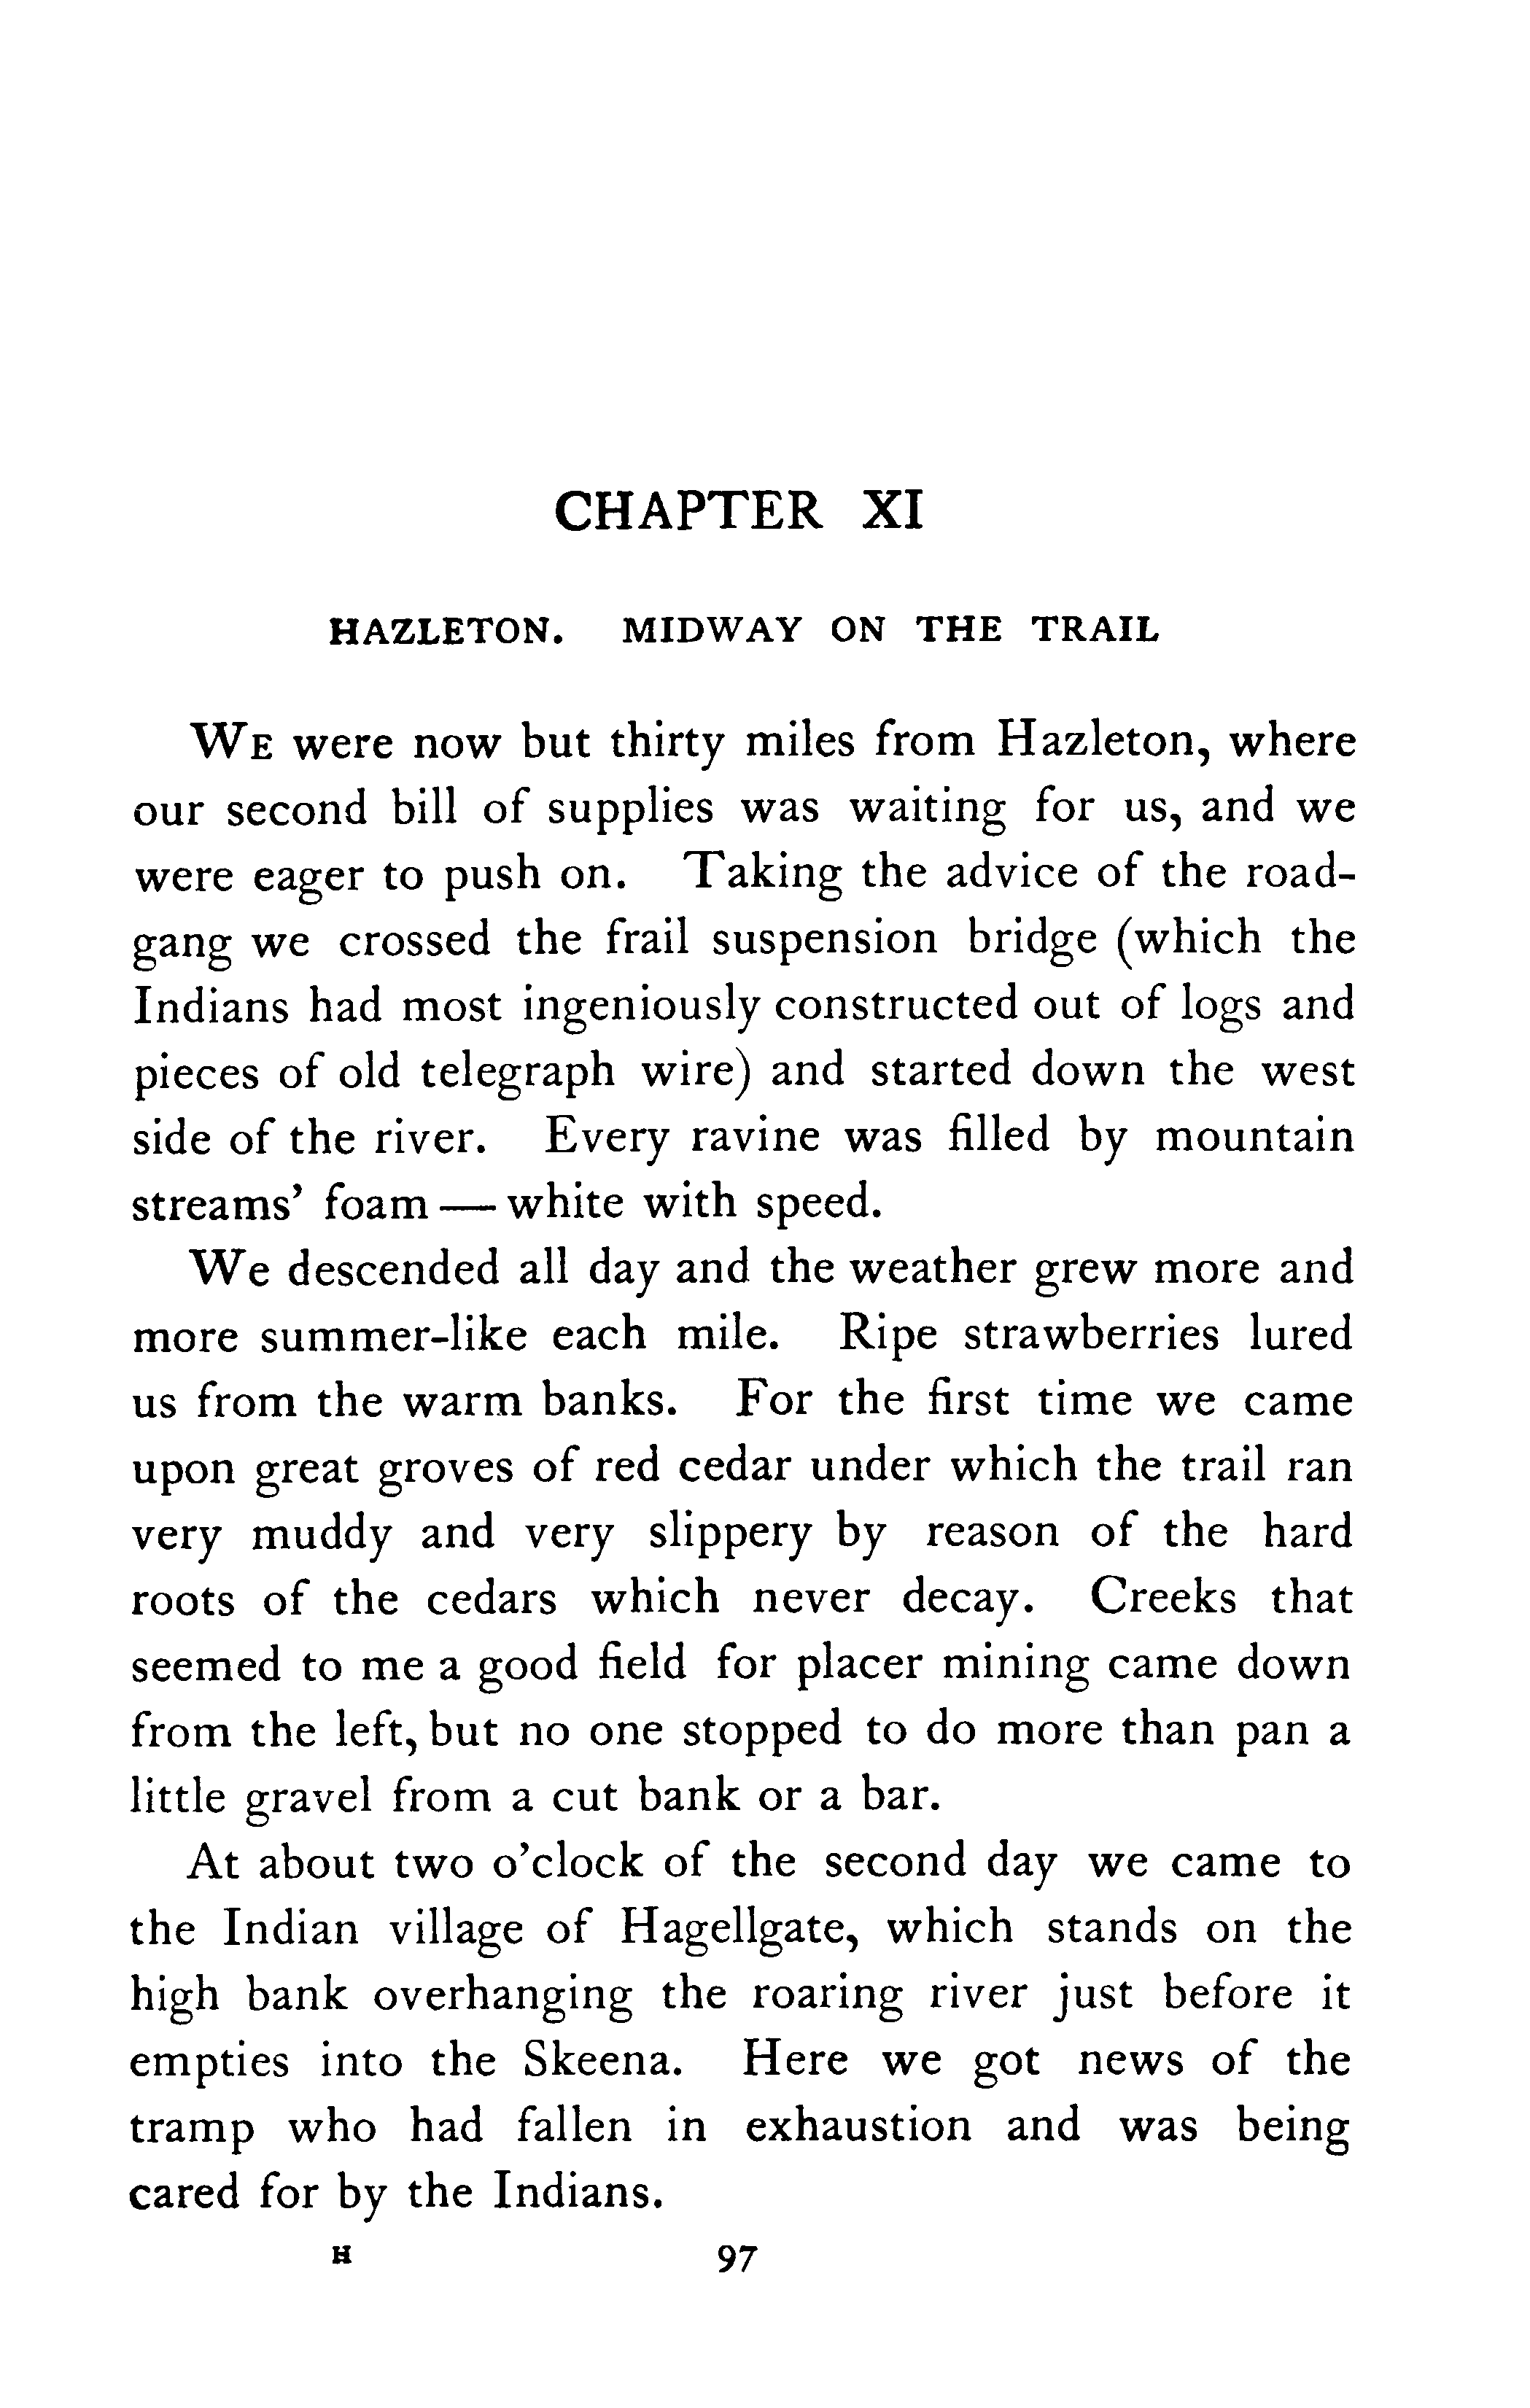 CHAPTER XI
HAZLETON. MIDWAY ON THE TRAIL
WE were now but thirty miles from Hazleton, where
our second bill of supplies was waiting for us, and we
were eager to push on. Taking the advice of the road-
gang we crossed the frail suspension bridge (which the
Indians had most ingeniously constructed out of logs and
pieces of old telegraph wire) and started down the west
side of the river. Every ravine was filled by mountain
streams’ foam — white with speed.
We descended all day and the weather grew more and
more summer-like each mile. Ripe strawberries lured
us from the warm banks. For the first time we came
upon great groves of red cedar under which the trail ran
very muddy and very slippery by reason of the hard
roots of the cedars which never decay. Creeks that
seemed to me a good field for placer mining came down
from the left, but no one stopped to do more than pan a
little gravel from a cut bank or a bar.
At about two o’clock of the second day we came to
the Indian village of Hagellgate, which stands on the
high bank overhanging the roaring river just before it
empties into the Skeena. Here we got news of the
tramp who had fallen in exhaustion and was being
cared for by the Indians.
H 97